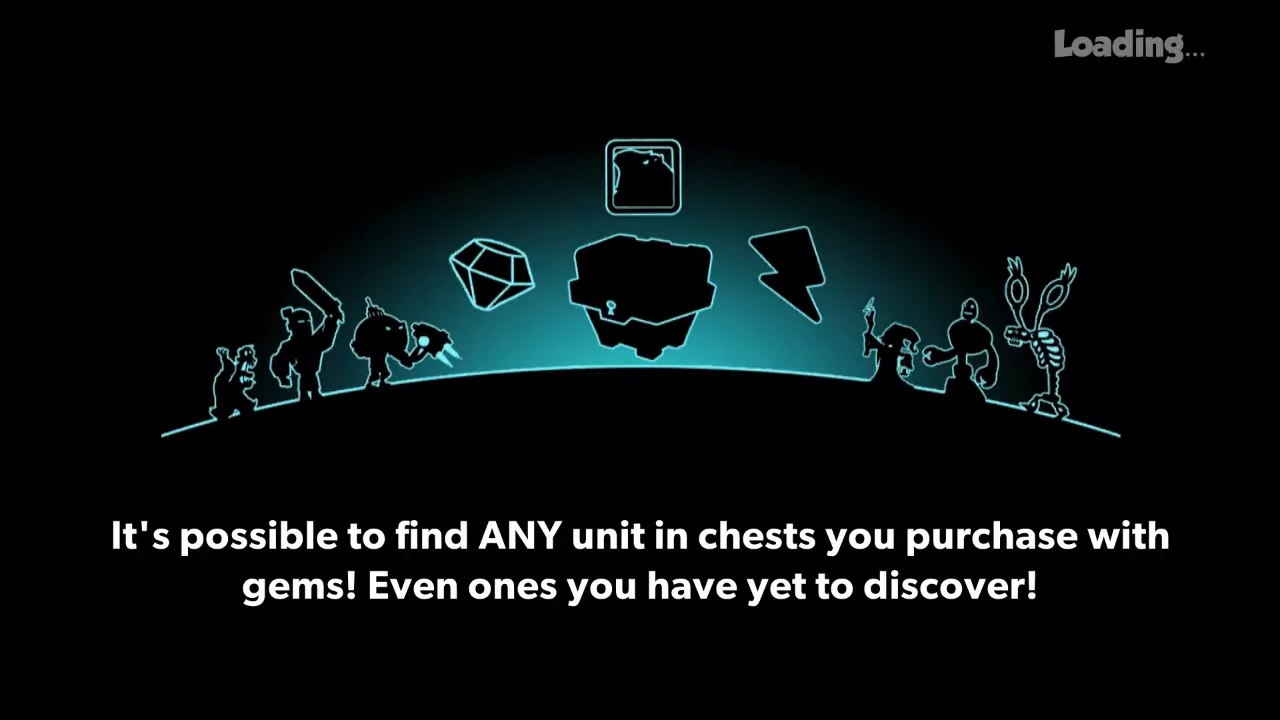 Loading...
It's possible to find ANY unit in chests you purchase with
gems! Even ones you have yet to discover!